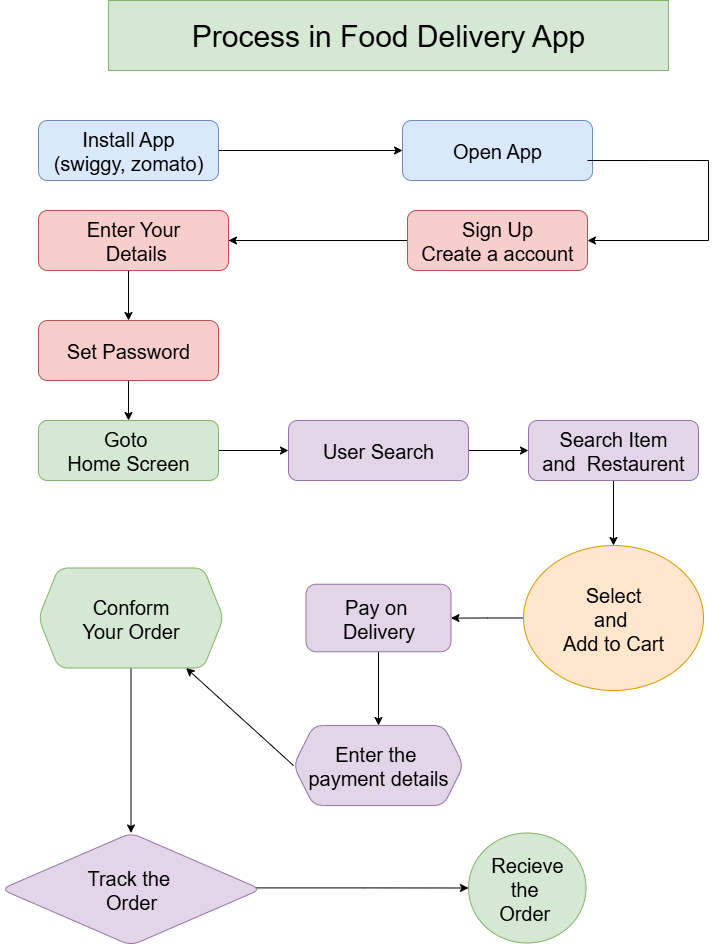 Process in Food Delivery App
Install App
(swiggy, zomato)
Open App
Enter Your
Details
Sign Up
Create a account
Set Password
Goto
Home Screen
User Search
Search Item
and Restaurent
Conform
Your Order
Pay on
Delivery
Select
and
Add to Cart
Enter the
payment details
Track the
Order
Recieve
the
Order